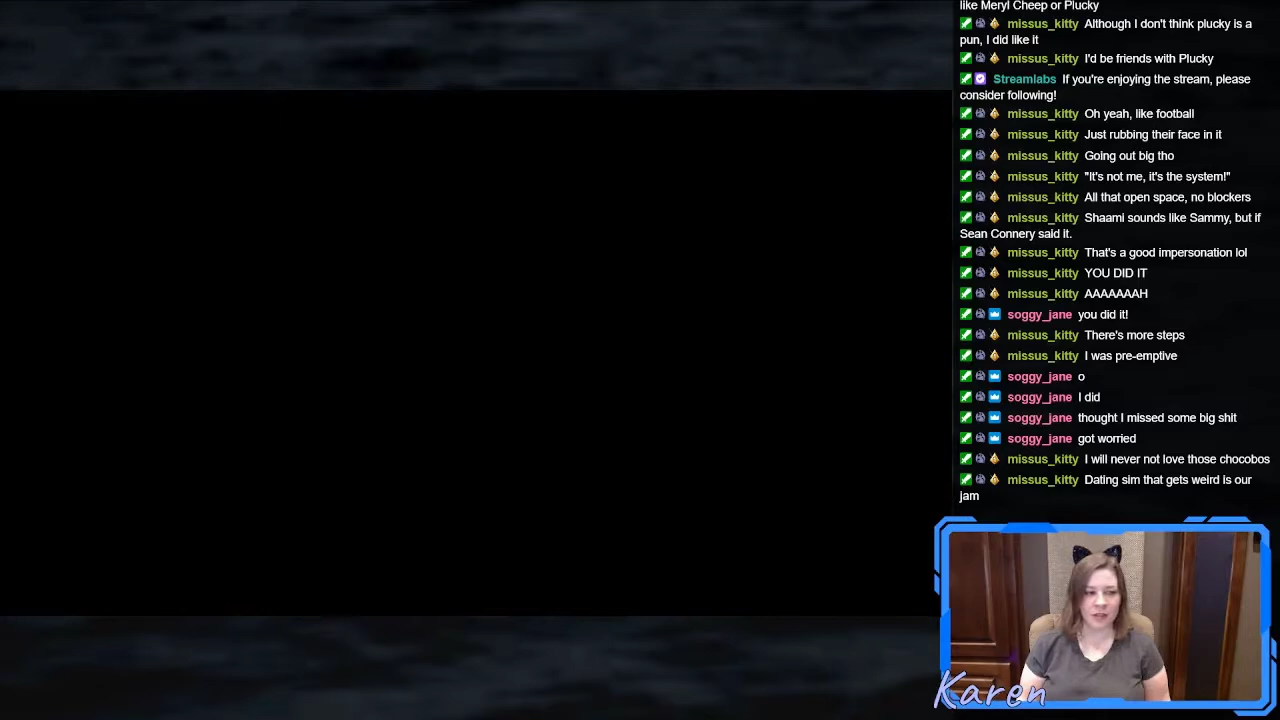 like Meryl Cheep or Plucky
missus_kitty Although I don't think plucky is a
pun, I did like it
missus_kitty I'd be friends with Plucky
Streamlabs If you're enjoying the stream, please
consider following!
missus_kitty Oh yeah, like football
missus_kitty Just rubbing their face in it
missus_kitty Going out big tho
missus_kitty "It's not me, it's the system!"
missus_kitty All that open space, no blockers
missus_kitty Shaami sounds like Sammy, but if
Sean Connery said it.
missus_kitty That's a good impersonation lol
missus_kitty YOU DID IT
missus_kitty AAAAAAAH
soggy_jane you did it!
missus_kitty There's more steps
missus_kitty I was pre-emptive
soggy_jane o
soggy_jane I did
soggy_jane thought I missed some big shit
soggy_jane got worried
missus_kitty I will never not love those chocobos
missus_kitty Dating sim that gets weird is our
jam
Karen